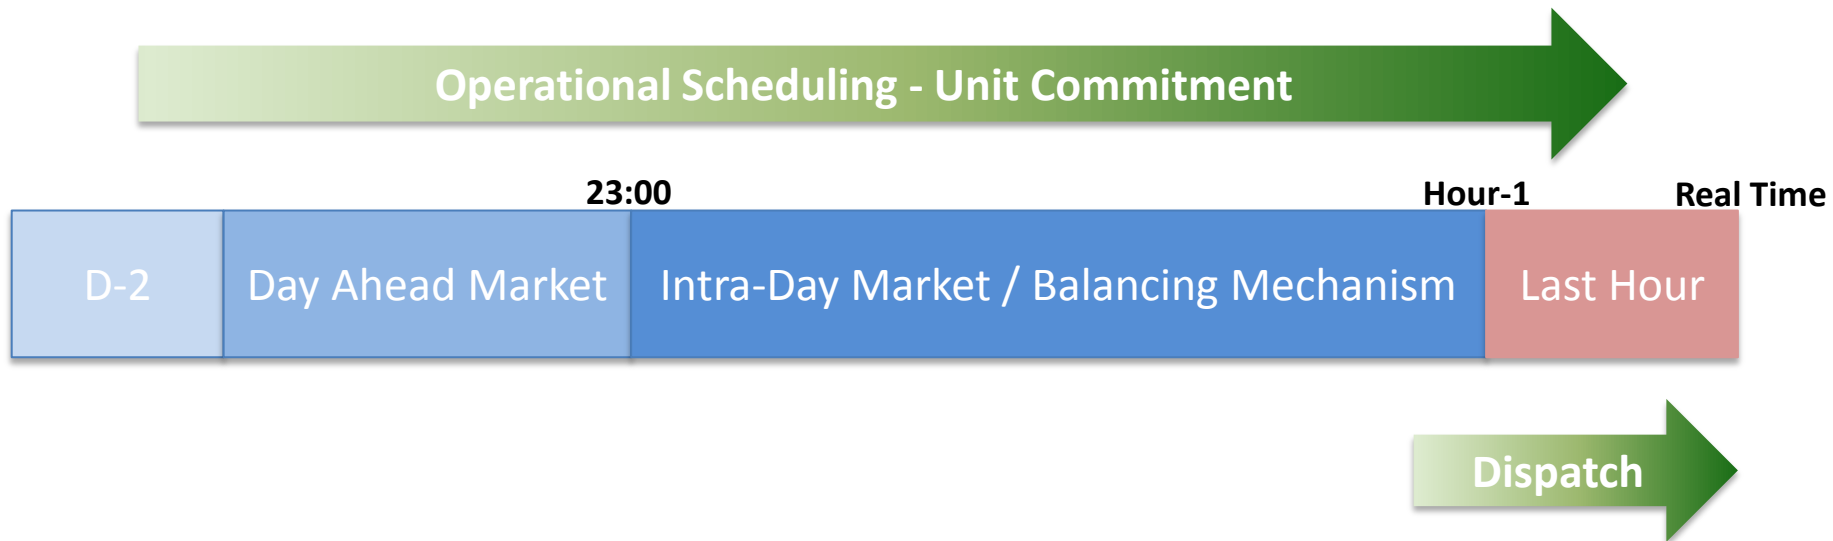 Operational Scheduling - Unit Commitment
23:00
Hour-1
Real Time
D-2
Day Ahead Market
Intra-Day Market / Balancing Mechanism
Last Hour
Dispatch